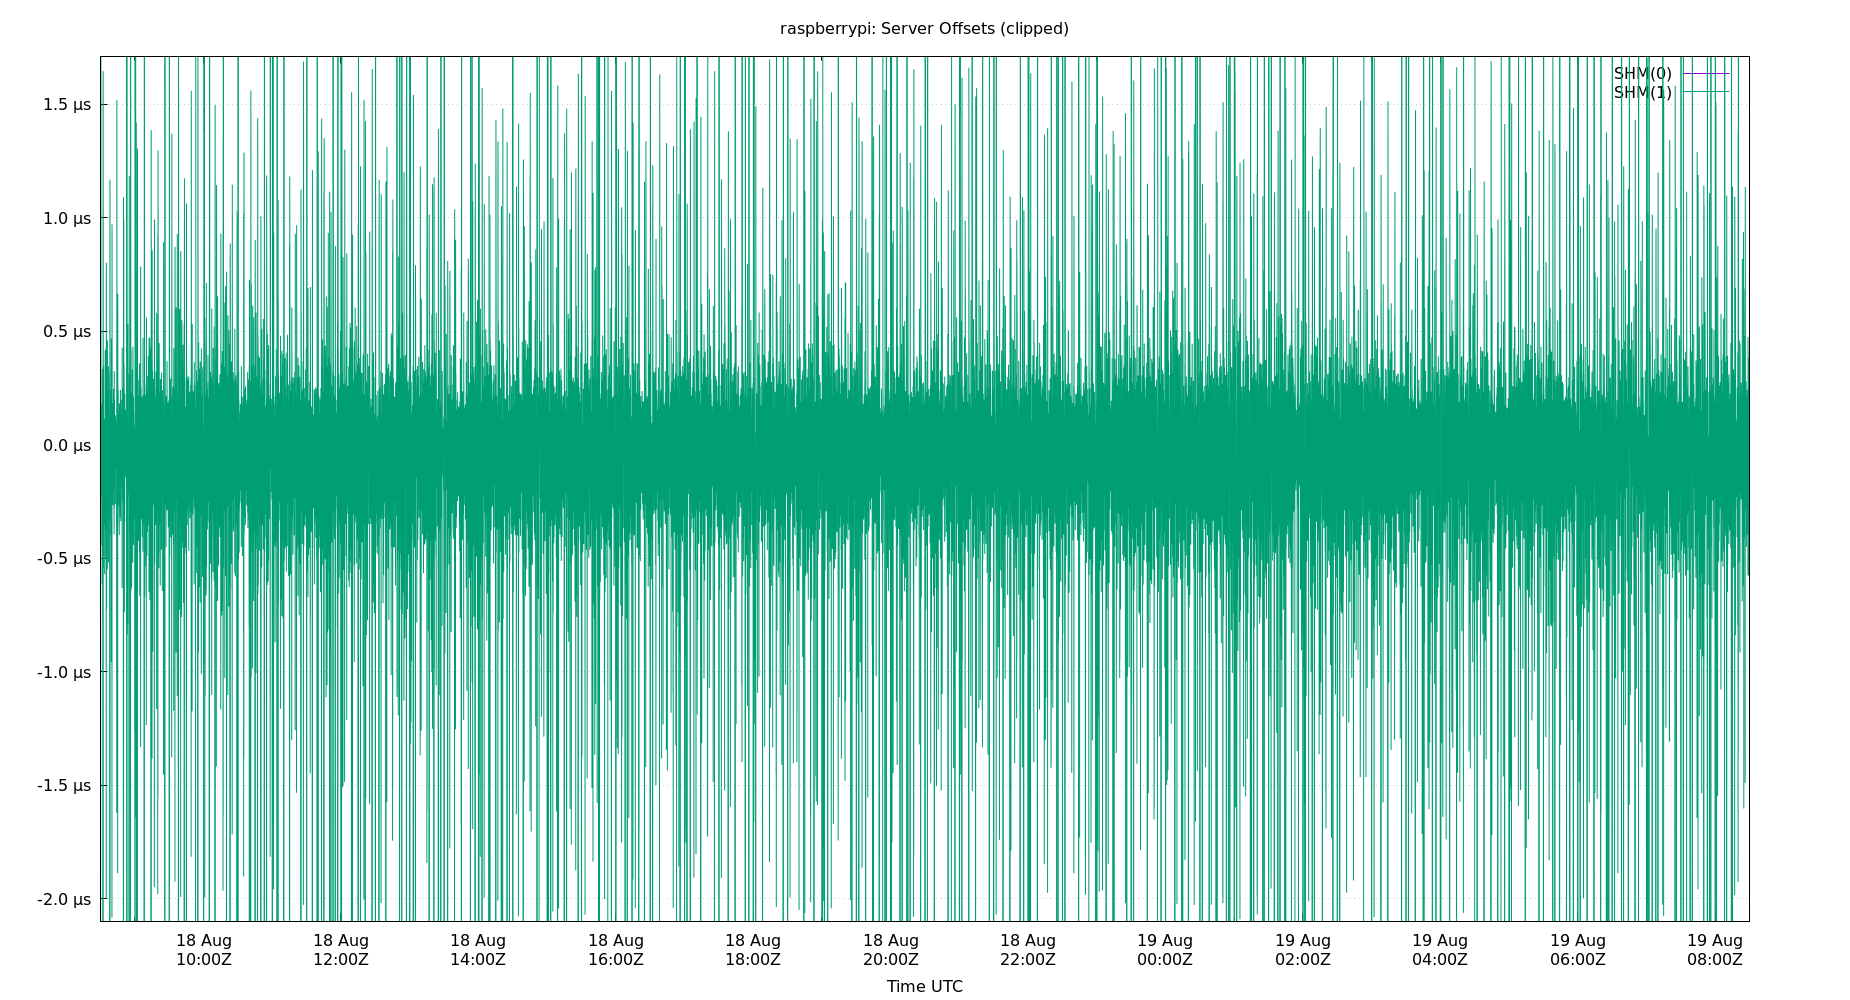 raspberrypi: Server Offsets (clipped)
SHM(0)
SHM(1)
1.5 µs
1.0 µs
0.5 µs
0.0 µs
-0.5 µs
-1.0 µs
-1.5 µs
-2.0 µs
18 Aug 18 Aug 18 Aug 18 Aug 18 Aug 18 Aug 18 Aug 19 Aug 19 Aug 19 Aug 19 Aug 19 Aug
10:00Z 12:00Z 14:00Z 16:00Z 18:00Z 20:00Z 22:00Z 00:00Z 02:00Z 04:00Z 06:00Z 08:00Z
Time UTC